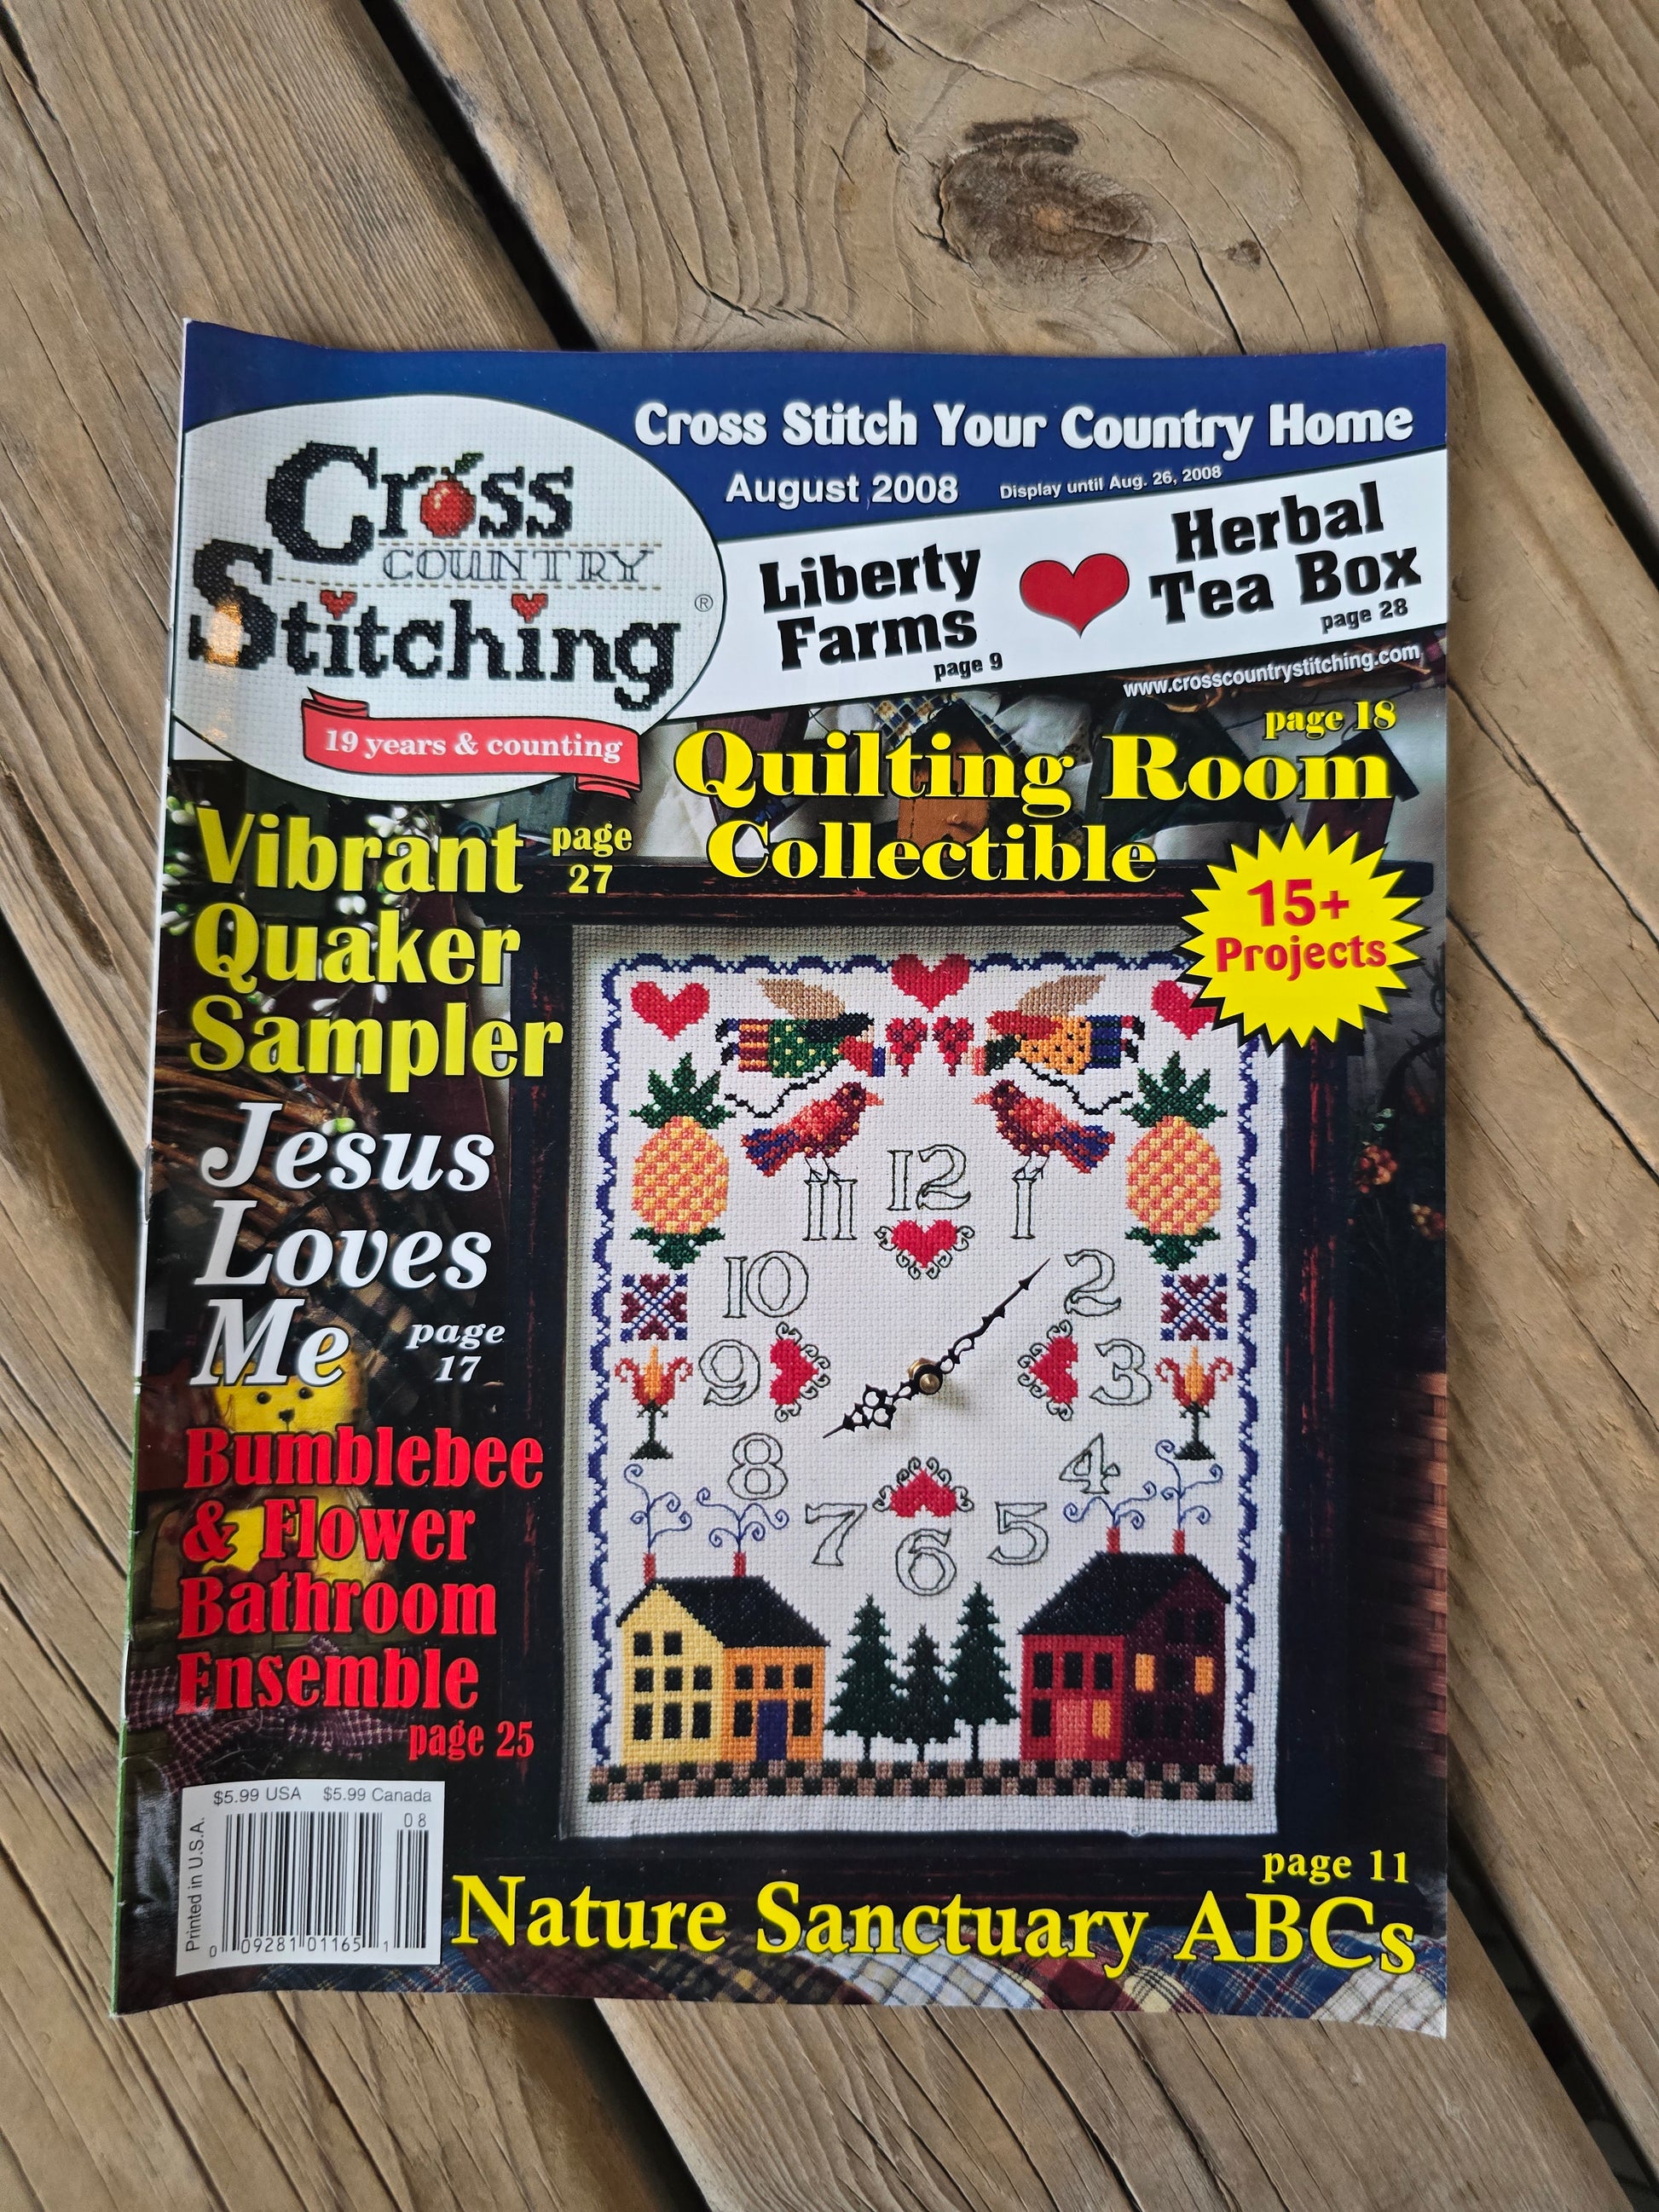 Cross Stitch Your Country Home
August 2008 Display until Aug. 26, 2008
Cross
COUNTRY
Stitching
®
19 years & counting
Liberty
Farms
page 9
Herbal
Tea Box
page 28
www.crosscountrystitching.com
page 18
Quilting Room
Collectible
15+
Projects
Vibrant page
27
Quaker
Sampler
Jesus
Loves
Me page
17
Bumblebee
& Flower
Bathroom
Ensemble
page 25
12
11 1
10 2
9 3
8 4
7 5
6
$5.99 USA $5.99 Canada
08
Printed in U.S.A.
0 09281 01165 1
page 11
Nature Sanctuary ABCs